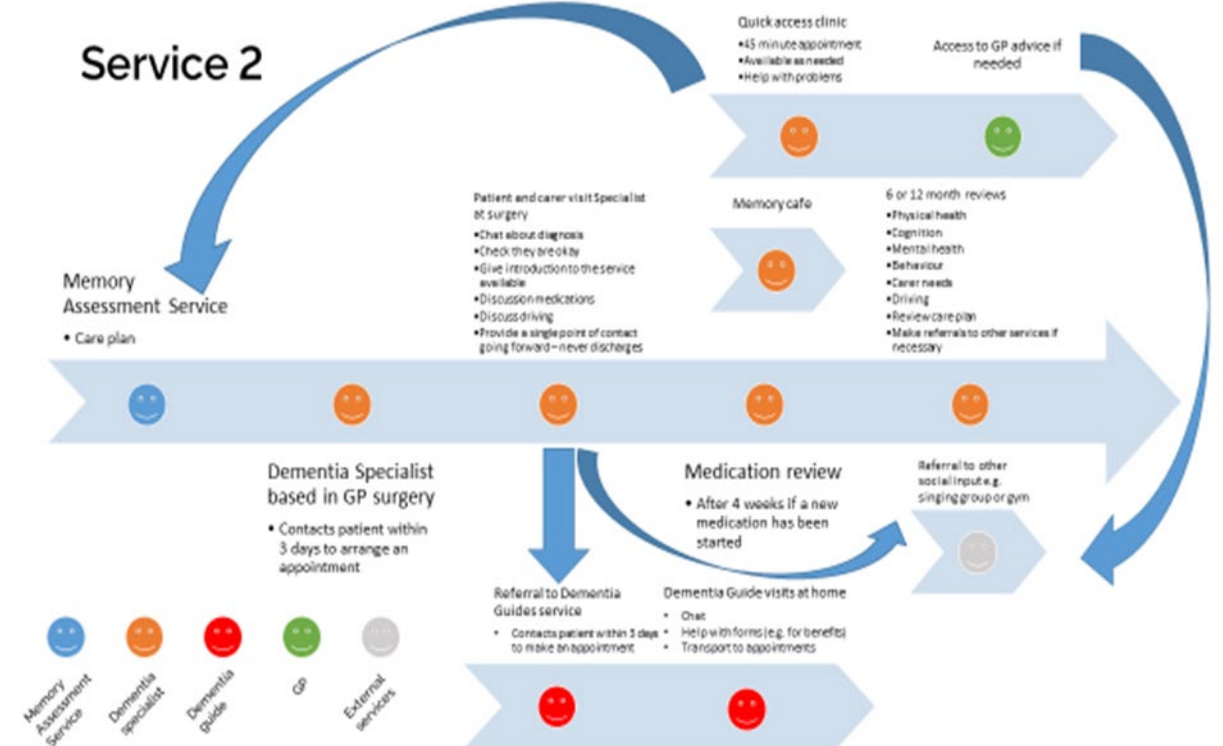 Service 2
Quick access clinic
•45 minute appointment
•Available as needed
•Help with problems
Access to GP advice if
needed
Patient and carer visit Specialist
at surgery
•Chat about diagnosis
•Check they are okay
•Give introduction to the service
available
•Discussion medications
•Discuss driving
•Provide a single point of contact
going forward – never discharges
Memory cafe
6 or 12 month reviews
•Physical health
•Cognition
•Mental health
•Behaviour
•Carer needs
•Driving
•Review care plan
•Make referrals to other services if
necessary
Memory
Assessment Service
• Care plan
Dementia Specialist
based in GP surgery
• Contacts patient within
3 days to arrange an
appointment
Medication review
• After 4 weeks if a new
medication has been
started
Referral to other
social input e.g.
singing group or gym
Referral to Dementia
Guides service
• Contacts patient within 3 days
to make an appointment
Dementia Guide visits at home
• Chat
• Help with forms (e.g. for benefits)
• Transport to appointments
Memory
Assessment
Service
Dementia
specialist
Dementia
guide
GP
External
services